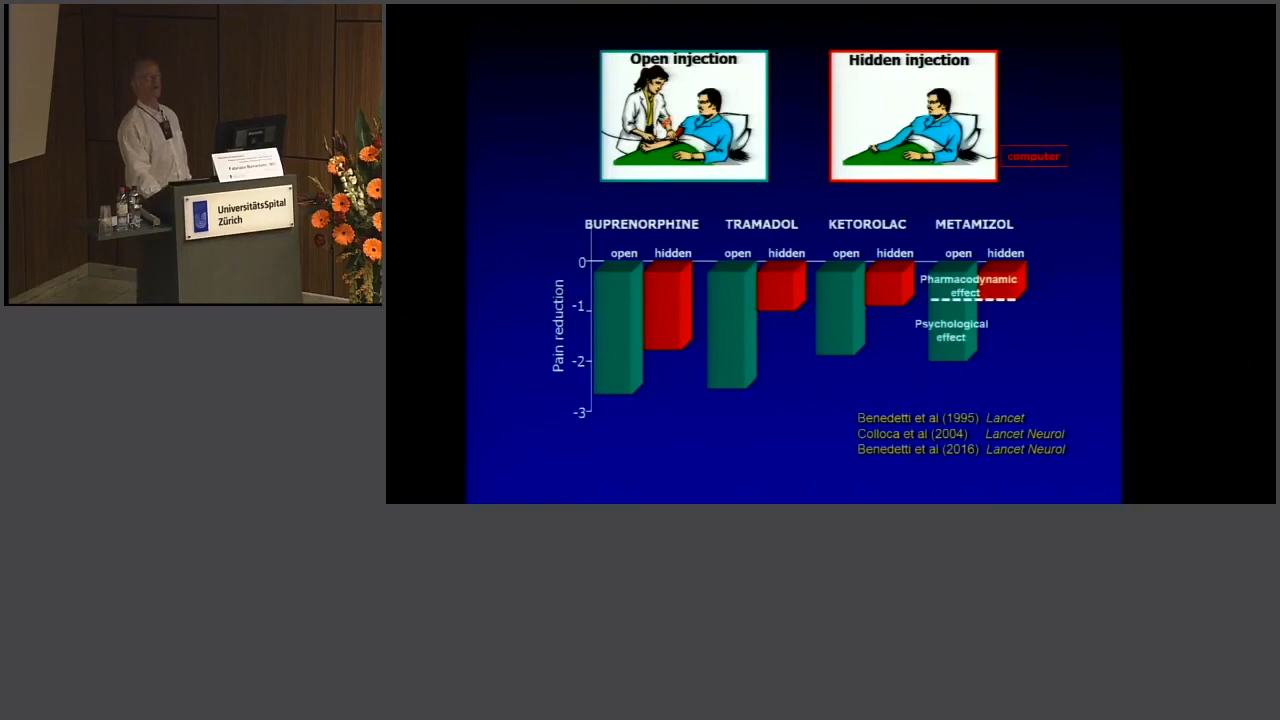 UniversitätsSpital
Zürich
Open injection
Hidden injection
computer
BUPRENORPHINE TRAMADOL KETOROLAC METAMIZOL
open hidden open hidden open hidden open hidden
Pain reduction
0
-1
-2
-3
Pharmacodynamic
effect
Psychological
effect
Benedetti et al (1995) Lancet
Colloca et al (2004) Lancet Neurol
Benedetti et al (2016) Lancet Neurol